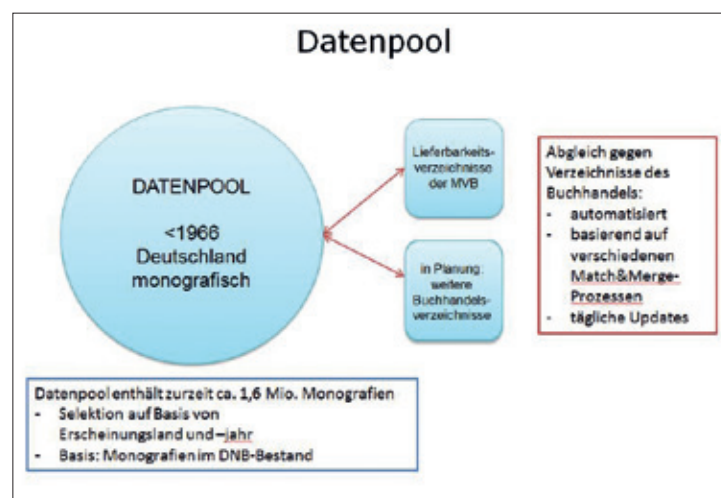 Datenpool
DATENPOOL
<1966
Deutschland
monografisch
Lieferbarkeits-
verzeichnisse
der MVB
in Planung:
weitere
Buchhandels-
verzeichnisse
Abgleich gegen
Verzeichnisse des
Buchhandels:
- automatisiert
- basierend auf
verschiedenen
Match&Merge-
Prozessen
- tägliche Updates
Datenpool enthält zurzeit ca. 1,6 Mio. Monografien
- Selektion auf Basis von
Erscheinungsland und –jahr
- Basis: Monografien im DNB-Bestand